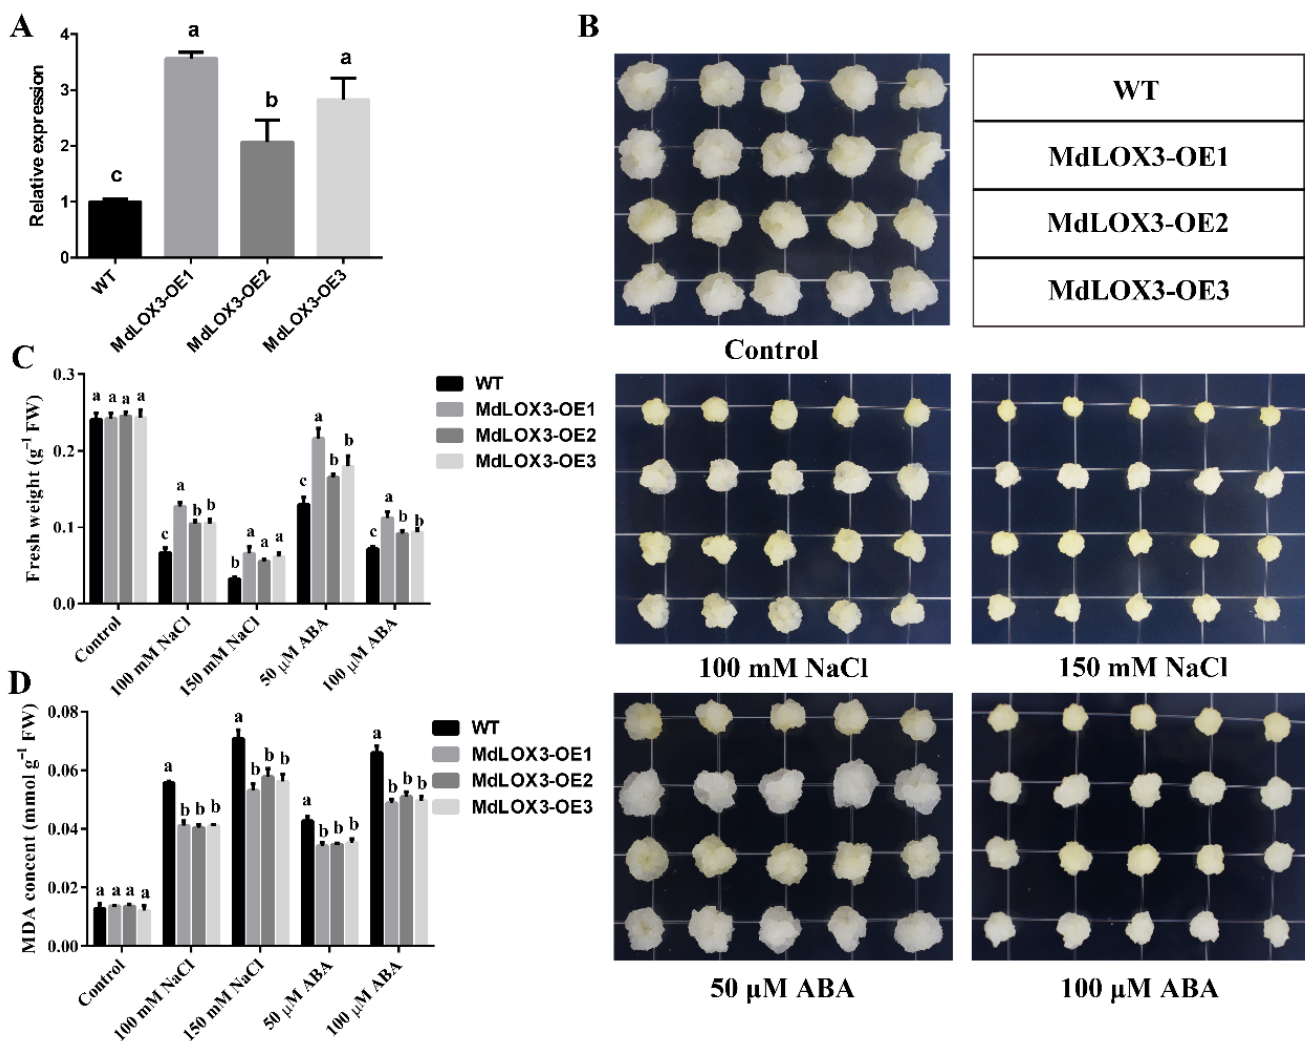 A
Relative expression
4
3
2
1
0
c
a
b
a
WT
MdLOX3-OE1
MdLOX3-OE2
MdLOX3-OE3
B
WT
MdLOX3-OE1
MdLOX3-OE2
MdLOX3-OE3
Control
100 mM NaCl
150 mM NaCl
50 μM ABA
100 μM ABA
C
Fresh weight (g⁻¹ FW)
0.3
0.2
0.1
0.0
a a a a
c a b b
b a a a
c a b b
c a b b
Control
100 mM NaCl
150 mM NaCl
50 μM ABA
100 μM ABA
WT
MdLOX3-OE1
MdLOX3-OE2
MdLOX3-OE3
D
MDA concent (mmol g⁻¹ FW)
0.08
0.06
0.04
0.02
0.00
a a a a
a b b b
a b b b
a b b b
a b b b
Control
100 mM NaCl
150 mM NaCl
50 μM ABA
100 μM ABA
WT
MdLOX3-OE1
MdLOX3-OE2
MdLOX3-OE3